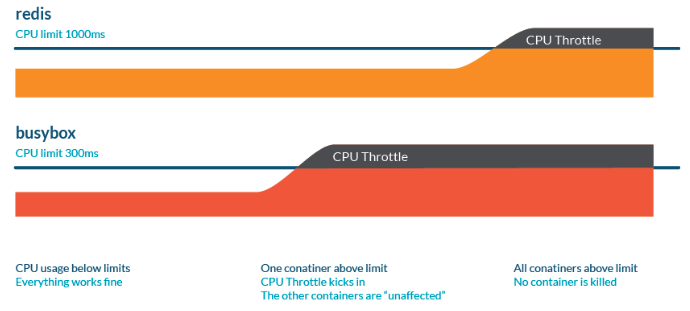 redis
CPU limit 1000ms
CPU Throttle
busybox
CPU limit 300ms
CPU Throttle
CPU usage below limits
Everything works fine
One conatiner above limit
CPU Throttle kicks in
The other containers are “unaffected”
All conatiners above limit
No container is killed